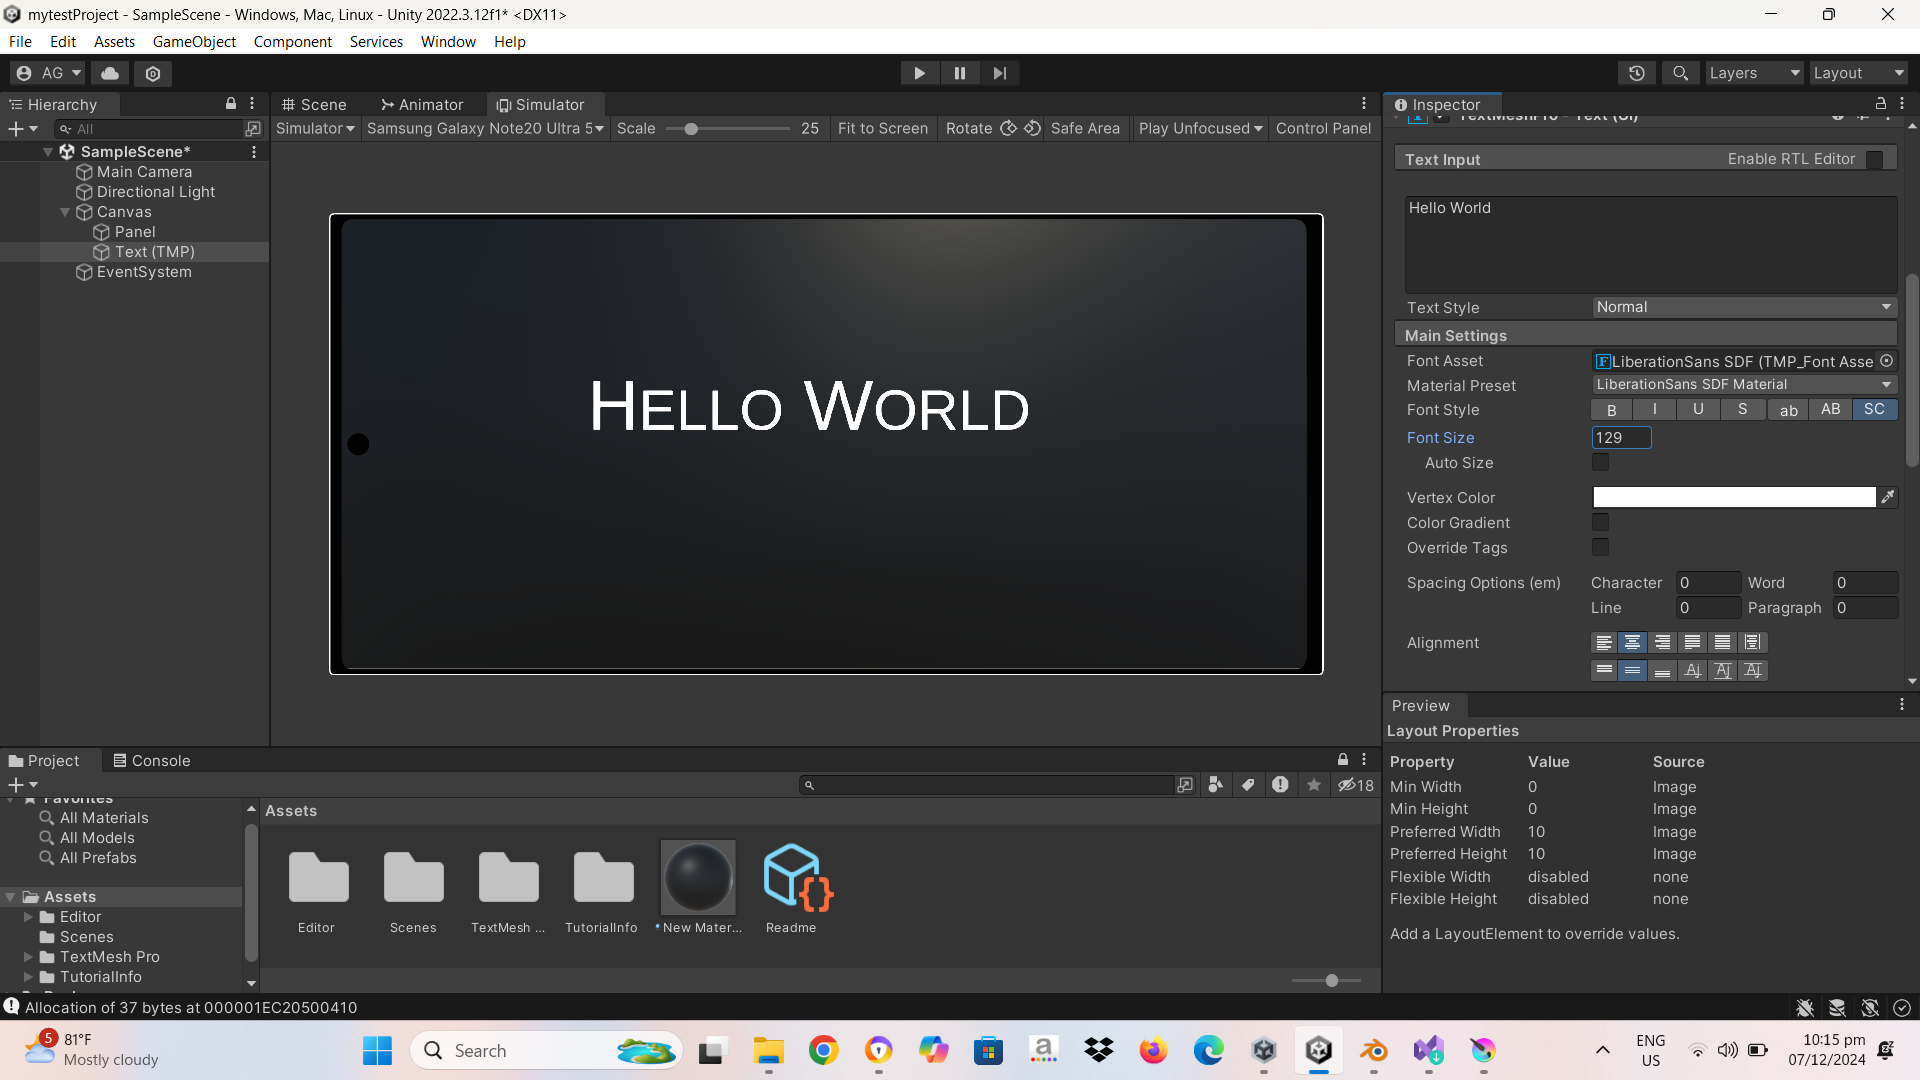 mytestProject - SampleScene - Windows, Mac, Linux - Unity 2022.3.12f1* <DX11>
File Edit Assets GameObject Component Services Window Help
AG
Layers Layout
Hierarchy
All
SampleScene*
Main Camera
Directional Light
Canvas
Panel
Text (TMP)
EventSystem
Scene Animator Simulator
Simulator Samsung Galaxy Note20 Ultra 5 Scale 25 Fit to Screen Rotate Safe Area Play Unfocused Control Panel
HELLO WORLD
Inspector
TextMeshPro - Text (UI)
Text Input Enable RTL Editor
Hello World
Text Style Normal
Main Settings
Font Asset F LiberationSans SDF (TMP_Font Asse
Material Preset LiberationSans SDF Material
Font Style B I U S ab AB SC
Font Size 129
Auto Size
Vertex Color
Color Gradient
Override Tags
Spacing Options (em) Character 0 Word 0
Line 0 Paragraph 0
Alignment
Preview
Layout Properties
Property Value Source
Min Width 0 Image
Min Height 0 Image
Preferred Width 10 Image
Preferred Height 10 Image
Flexible Width disabled none
Flexible Height disabled none
Add a LayoutElement to override values.
Project Console
18
Favorites
All Materials
All Models
All Prefabs
Assets
Editor
Scenes
TextMesh Pro
TutorialInfo
Assets
Editor Scenes TextMesh ... TutorialInfo New Mater... Readme
Allocation of 37 bytes at 000001EC20500410
5
81°F
Mostly cloudy
Search
ENG
US
10:15 pm
07/12/2024